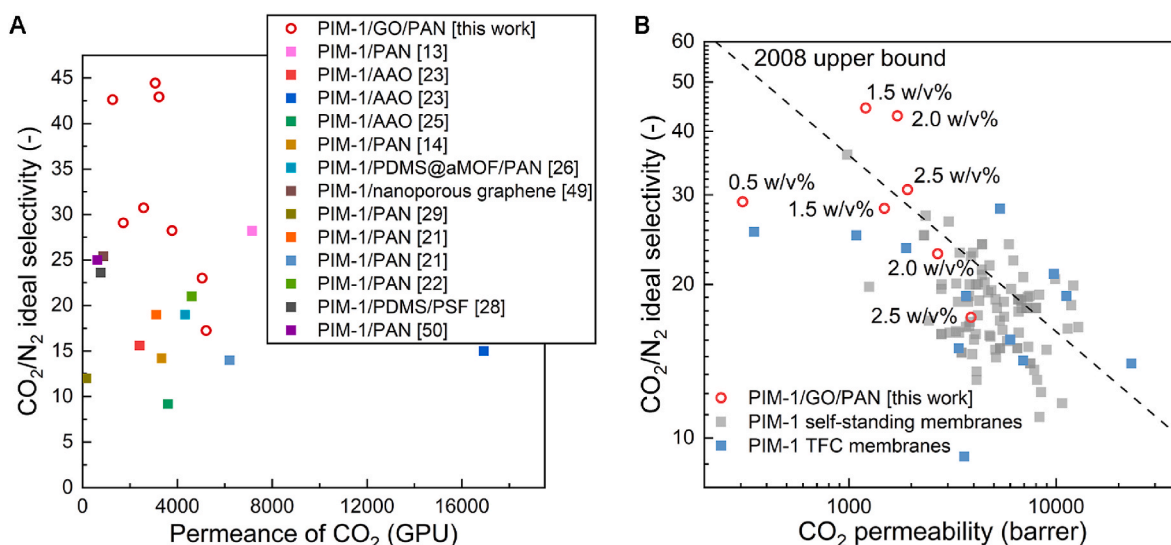 A
CO₂/N₂ ideal selectivity (-)
45
40
35
30
25
20
15
10
5
0
0
4000
8000
12000
16000
Permeance of CO₂ (GPU)
PIM-1/GO/PAN [this work]
PIM-1/PAN [13]
PIM-1/AAO [23]
PIM-1/AAO [23]
PIM-1/AAO [25]
PIM-1/PAN [14]
PIM-1/PDMS@aMOF/PAN [26]
PIM-1/nanoporous graphene [49]
PIM-1/PAN [29]
PIM-1/PAN [21]
PIM-1/PAN [21]
PIM-1/PAN [22]
PIM-1/PDMS/PSF [28]
PIM-1/PAN [50]
B
CO₂/N₂ ideal selectivity (-)
60
50
40
30
20
10
2008 upper bound
1.5 w/v%
2.0 w/v%
2.5 w/v%
0.5 w/v%
1.5 w/v%
2.0 w/v%
2.5 w/v%
PIM-1/GO/PAN [this work]
PIM-1 self-standing membranes
PIM-1 TFC membranes
1000
10000
CO₂ permeability (barrer)